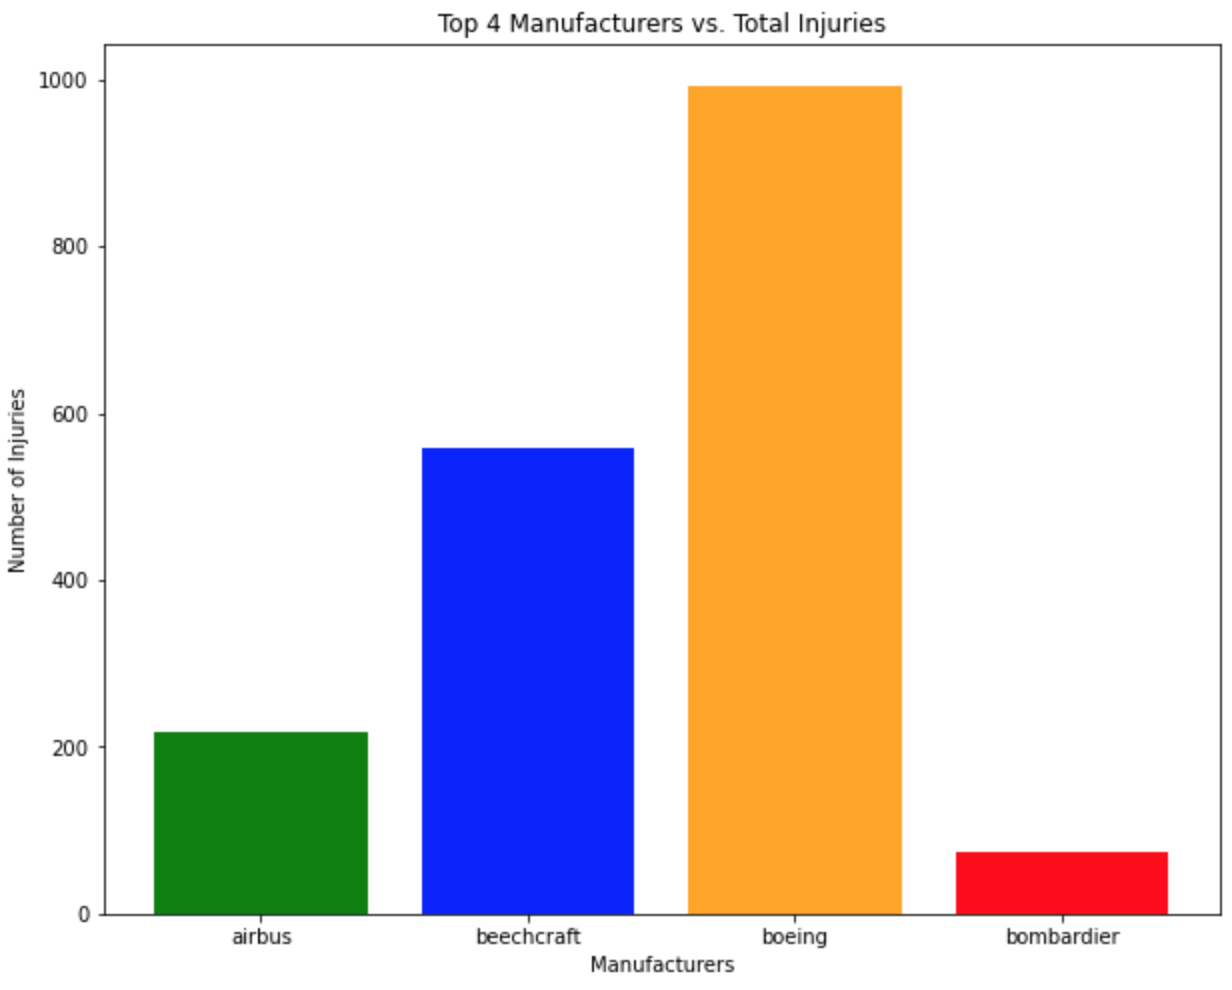 Top 4 Manufacturers vs. Total Injuries
Number of Injuries
1000
800
600
400
200
0
airbus beechcraft boeing bombardier
Manufacturers